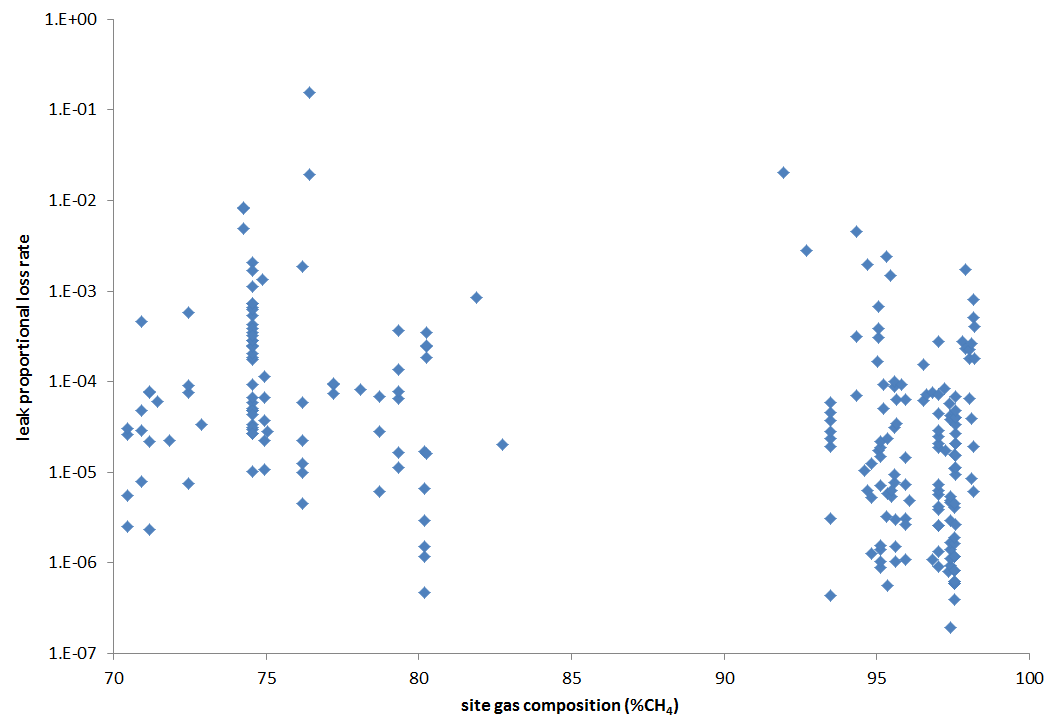 1.E+00
1.E-01
1.E-02
1.E-03
1.E-04
1.E-05
1.E-06
1.E-07
leak proportional loss rate
70 75 80 85 90 95 100
site gas composition (%CH₄)